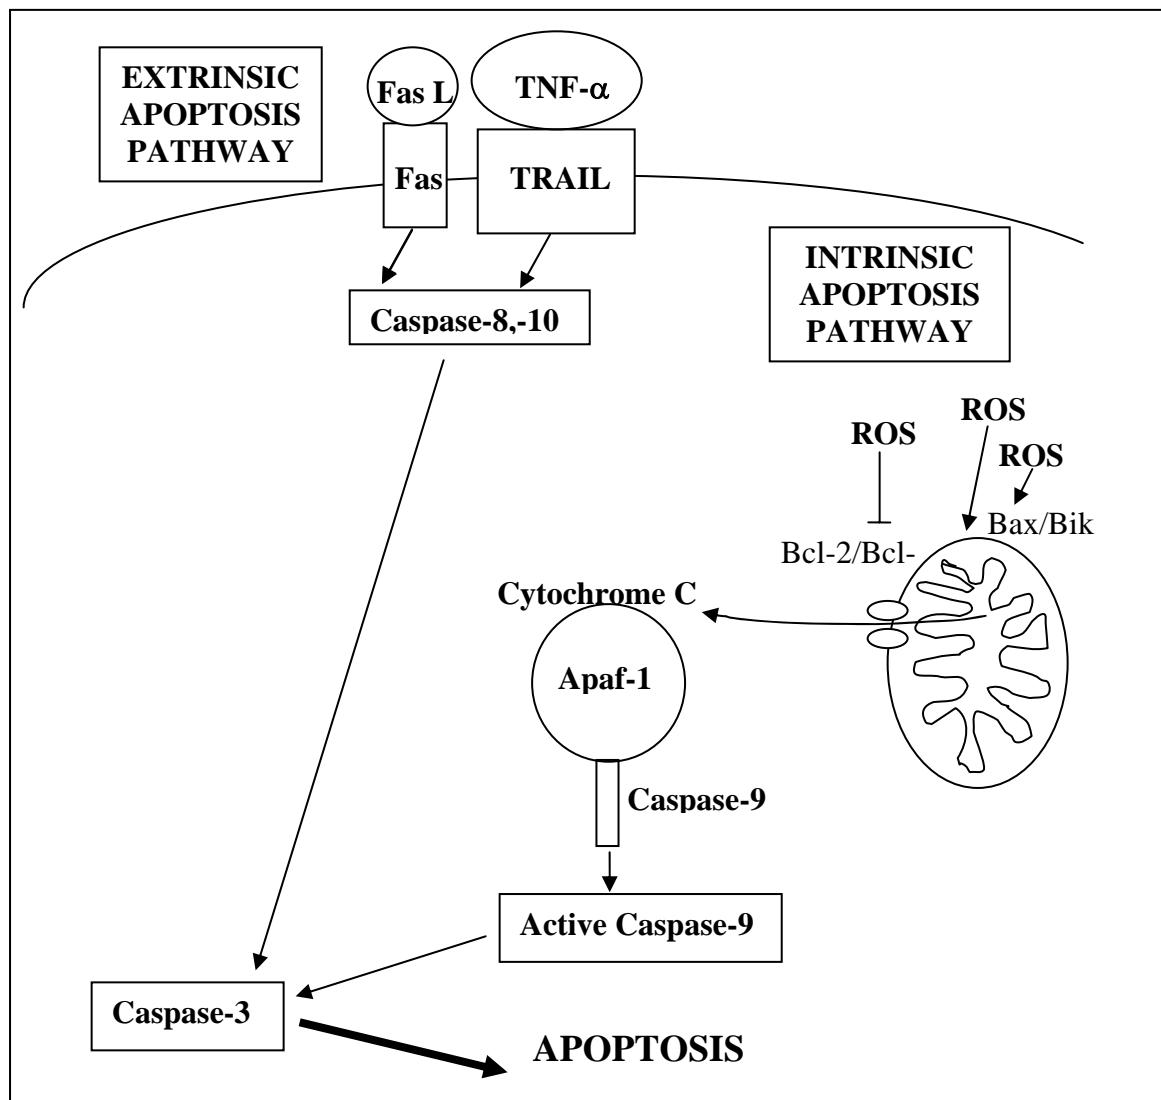 EXTRINSIC
APOPTOSIS
PATHWAY
Fas L
TNF-α
Fas
TRAIL
Caspase-8,-10
INTRINSIC
APOPTOSIS
PATHWAY
ROS
ROS
ROS
Bax/Bik
Bcl-2/Bcl-
Cytochrome C
Apaf-1
Caspase-9
Active Caspase-9
Caspase-3
APOPTOSIS